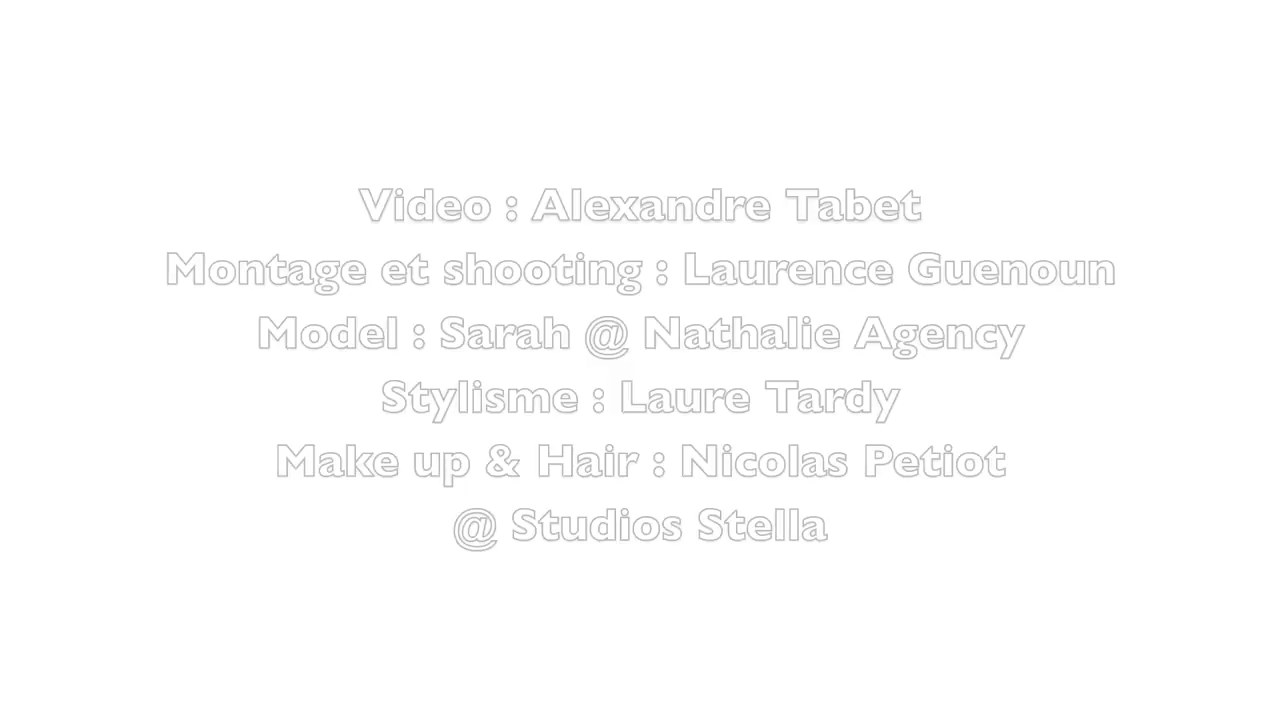 Video : Alexandre Tabet
Montage et shooting : Laurence Guenoun
Model : Sarah @ Nathalie Agency
Stylisme : Laure Tardy
Make up & Hair : Nicolas Petiot
@ Studios Stella